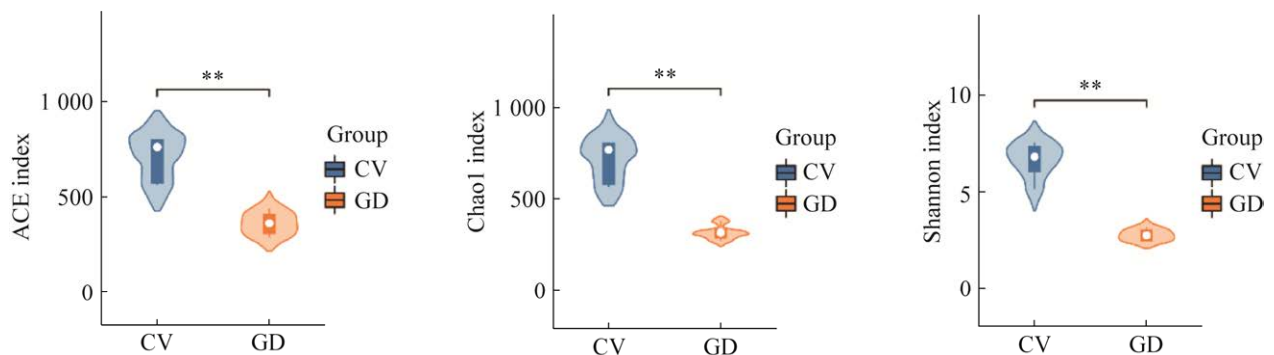 ACE index
1 000
500
0
**
CV
GD
Group
CV
GD
Chao1 index
1 000
500
0
**
CV
GD
Group
CV
GD
Shannon index
10
5
0
**
CV
GD
Group
CV
GD